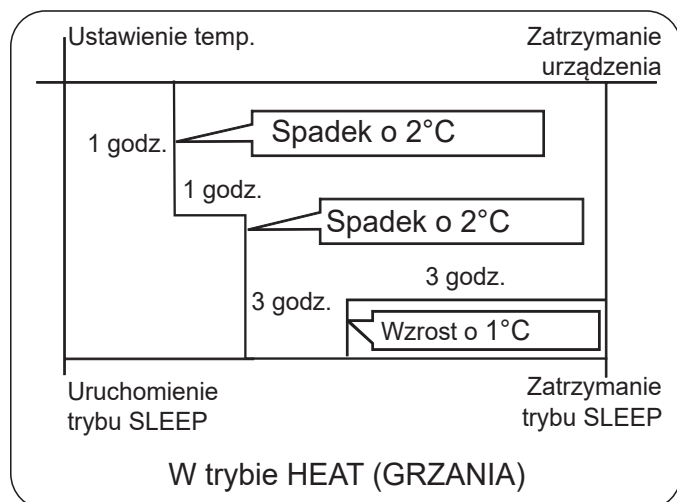 Ustawienie temp.
Zatrzymanie
urządzenia
1 godz.
Spadek o 2°C
1 godz.
Spadek o 2°C
3 godz.
3 godz.
Wzrost o 1°C
Uruchomienie
trybu SLEEP
Zatrzymanie
trybu SLEEP
W trybie HEAT (GRZANIA)